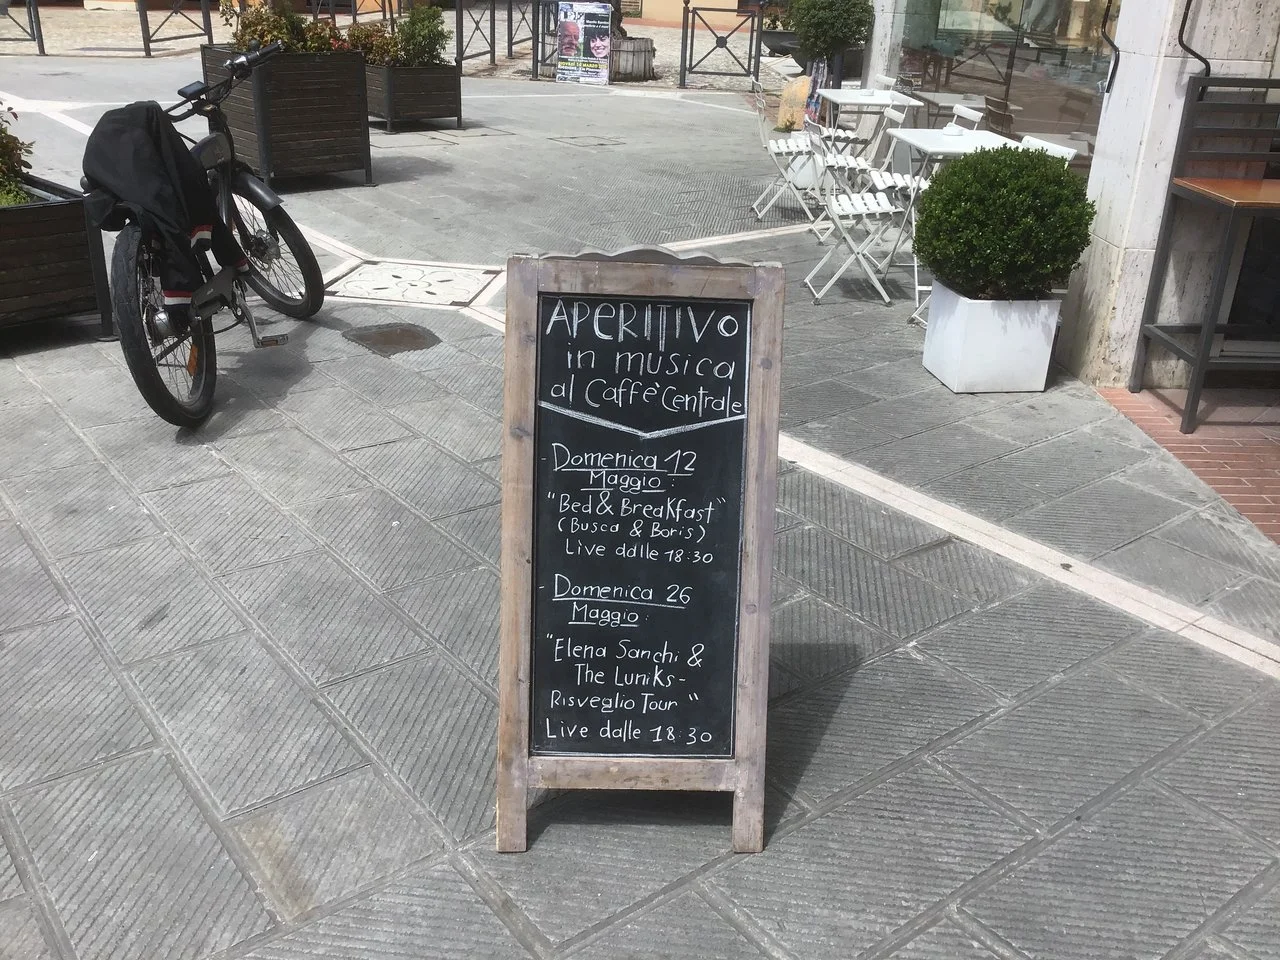 APERITIVO
in musica
al Caffè Centrale
- Domenica 12
Maggio:
"Bed & Breakfast"
(Busca & Boris)
Live dalle 18:30
- Domenica 26
Maggio:
"Elena Sanchi &
The Luniks-
Risveglio Tour"
Live dalle 18:30